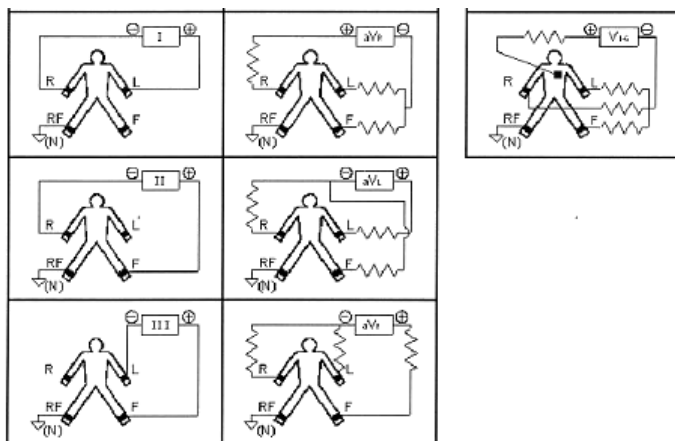 ⊖ I ⊕
R L
RF F
(N)
⊕ aVR ⊖
R L
RF F
(N)
⊕ V1-6 ⊖
R L
RF F
(N)
⊖ II ⊕
R L'
RF F
(N)
⊖ aVL ⊕
R L
RF F
(N)
⊖ III ⊕
R L
RF F
(N)
⊖ aVF ⊕
R L
RF F
(N)